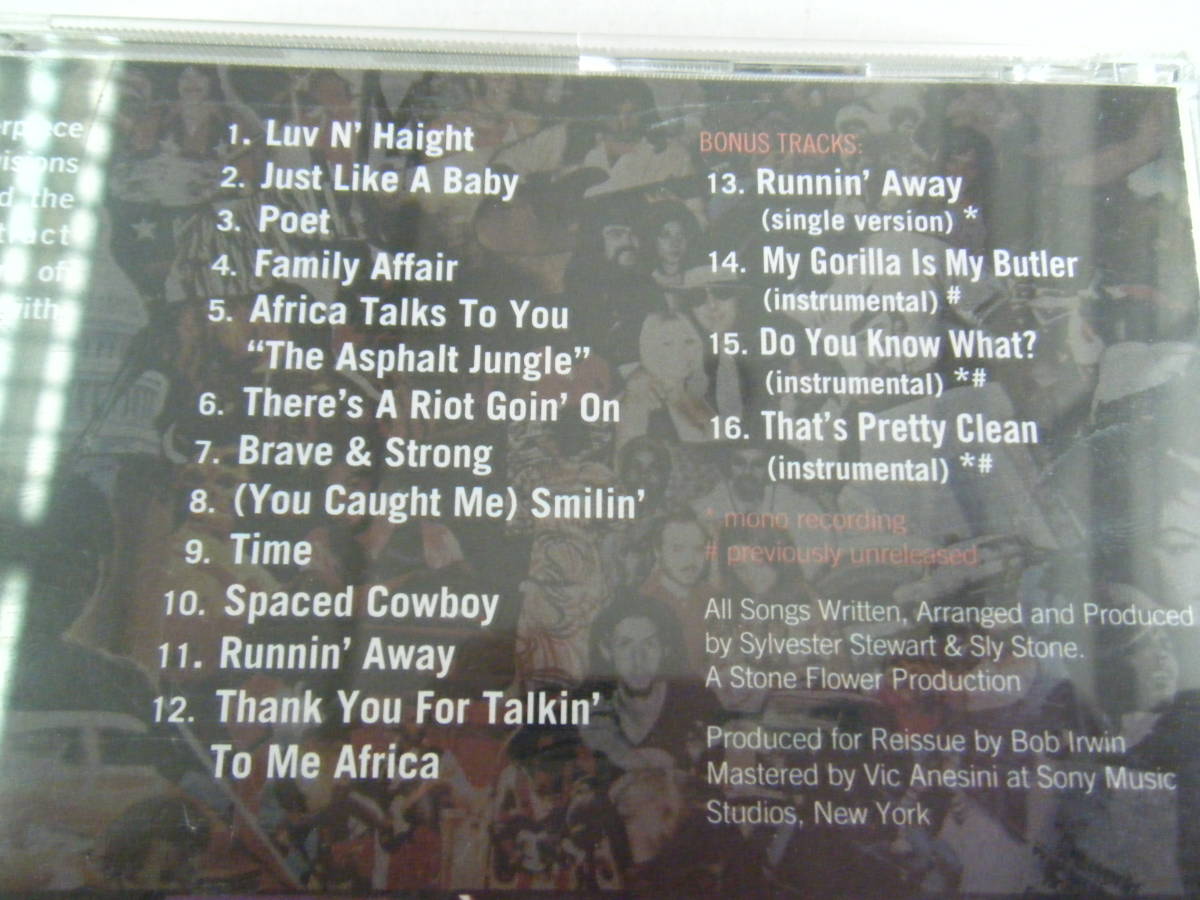 the
of
with
1. Luv N' Haight
2. Just Like A Baby
3. Poet
4. Family Affair
5. Africa Talks To You
"The Asphalt Jungle"
6. There's A Riot Goin' On
7. Brave & Strong
8. (You Caught Me) Smilin'
9. Time
10. Spaced Cowboy
11. Runnin' Away
12. Thank You For Talkin'
To Me Africa
BONUS TRACKS:
13. Runnin' Away
(single version) *
14. My Gorilla Is My Butler
(instrumental) #
15. Do You Know What?
(instrumental) *#
16. That's Pretty Clean
(instrumental) *#
* mono recording
# previously unreleased
All Songs Written, Arranged and Produced
by Sylvester Stewart & Sly Stone.
A Stone Flower Production
Produced for Reissue by Bob Irwin
Mastered by Vic Anesini at Sony Music
Studios, New York